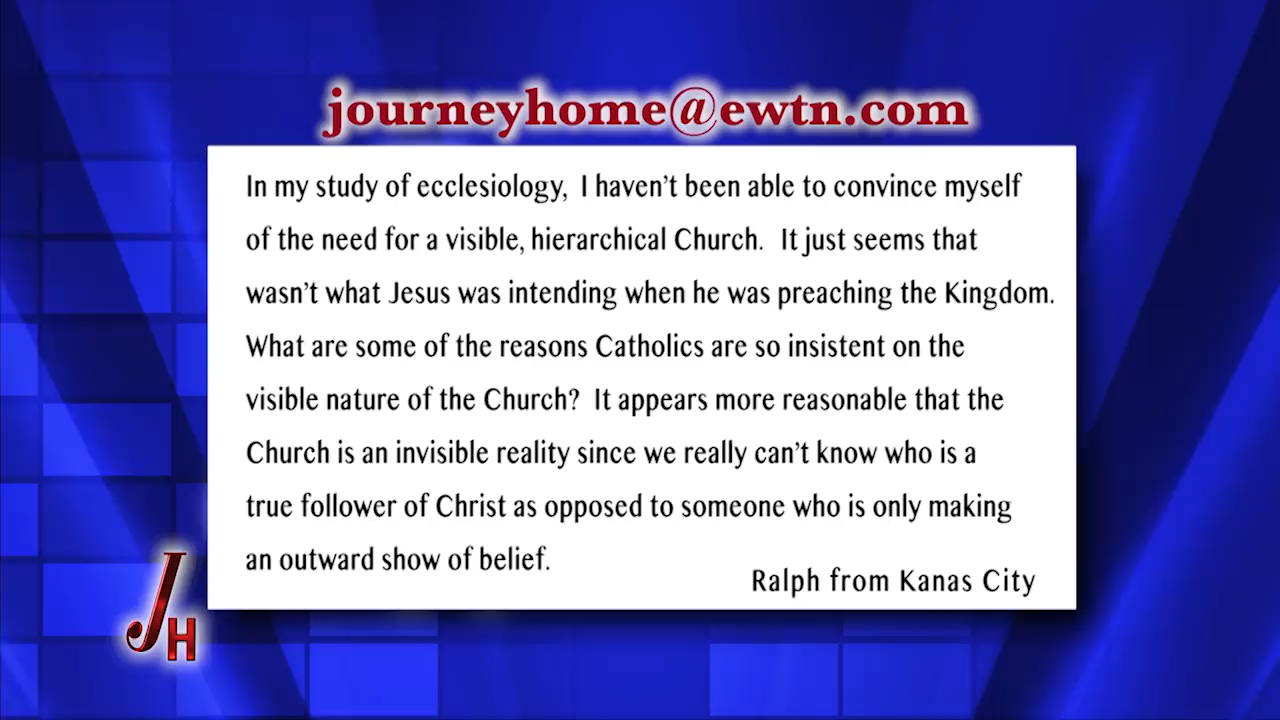 journeyhome@ewtn.com
In my study of ecclesiology, I haven't been able to convince myself
of the need for a visible, hierarchical Church. It just seems that
wasn't what Jesus was intending when he was preaching the Kingdom.
What are some of the reasons Catholics are so insistent on the
visible nature of the Church? It appears more reasonable that the
Church is an invisible reality since we really can't know who is a
true follower of Christ as opposed to someone who is only making
an outward show of belief.
Ralph from Kanas City
JH